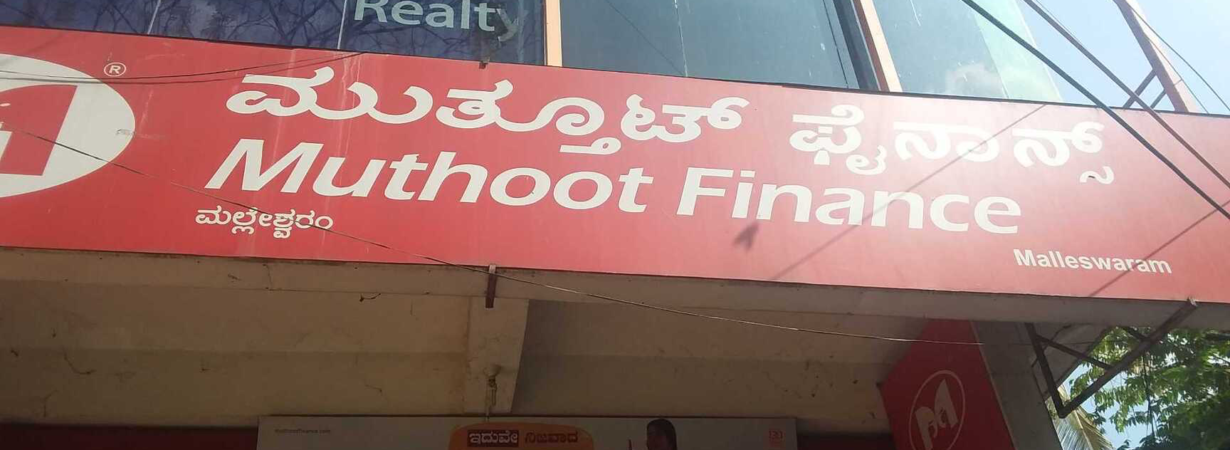 Realty
®
ಮುತ್ತೂಟ್ ಫೈನಾನ್ಸ್
Muthoot Finance
ಮಲ್ಲೇಶ್ವರಂ
Malleswaram
ಇದುವೇ ನಿಜವಾದ